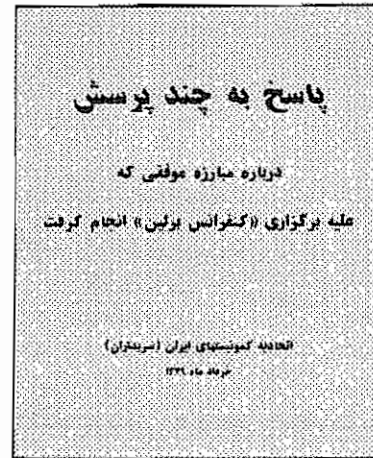 پاسخ به چند پرسش
درباره مبارزه موفقی که
علیه برگزاری «کنفرانس برلین» انجام گرفت
اتحادیه کمونیستهای ایران (سربداران)
خرداد ماه ۱۳۷۹